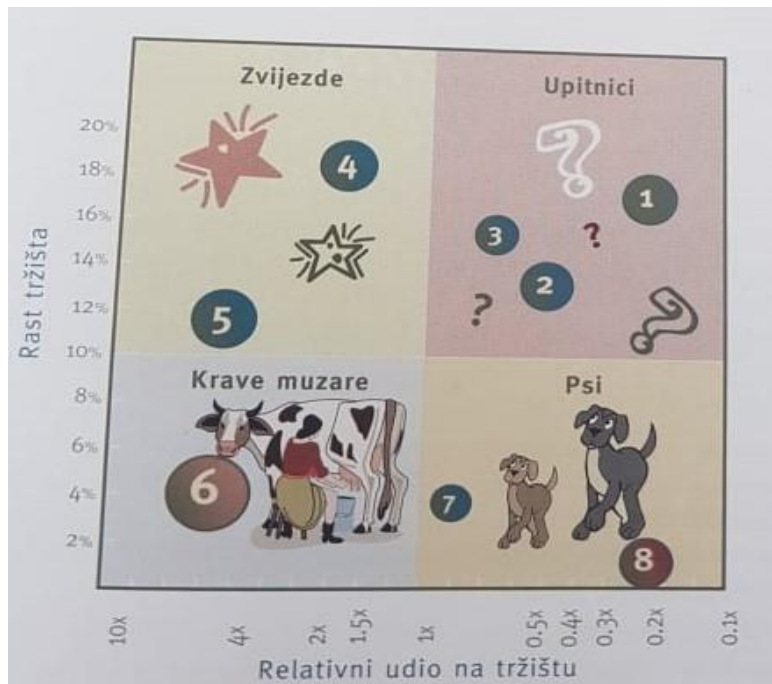 Zvijezde
Upitnici
20%
18%
16%
14%
12%
10%
8%
6%
4%
2%
Rast tržišta
4
1
3
2
5
Krave muzare
Psi
6
7
8
10x
4x
2x
1.5x
1x
0.5x
0.4x
0.3x
0.2x
0.1x
Relativni udio na tržištu